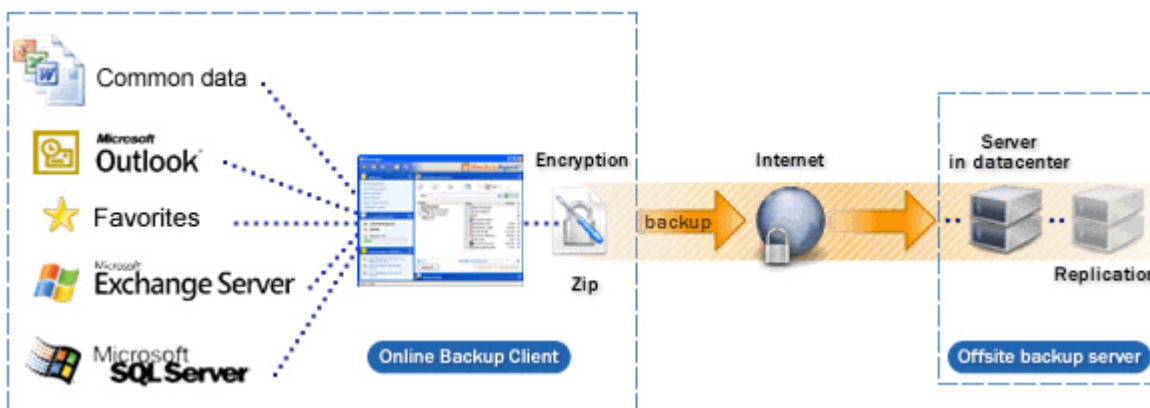 Common data
Microsoft
Outlook
Favorites
Microsoft
Exchange Server
Microsoft
SQL Server
Encryption
Zip
Online Backup Client
backup
Internet
Server
in datacenter
Replication
Offsite backup server